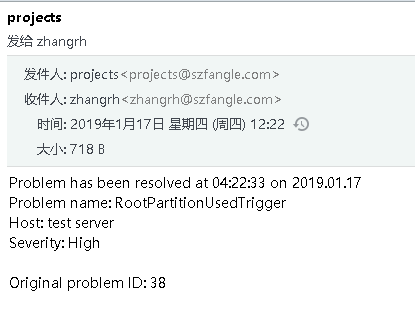 projects
发给 zhangrh
发件人: projects<projects@szfangle.com>
收件人: zhangrh<zhangrh@szfangle.com>
时间: 2019年1月17日 星期四 (周四) 12:22
大小: 718 B
Problem has been resolved at 04:22:33 on 2019.01.17
Problem name: RootPartitionUsedTrigger
Host: test server
Severity: High
Original problem ID: 38